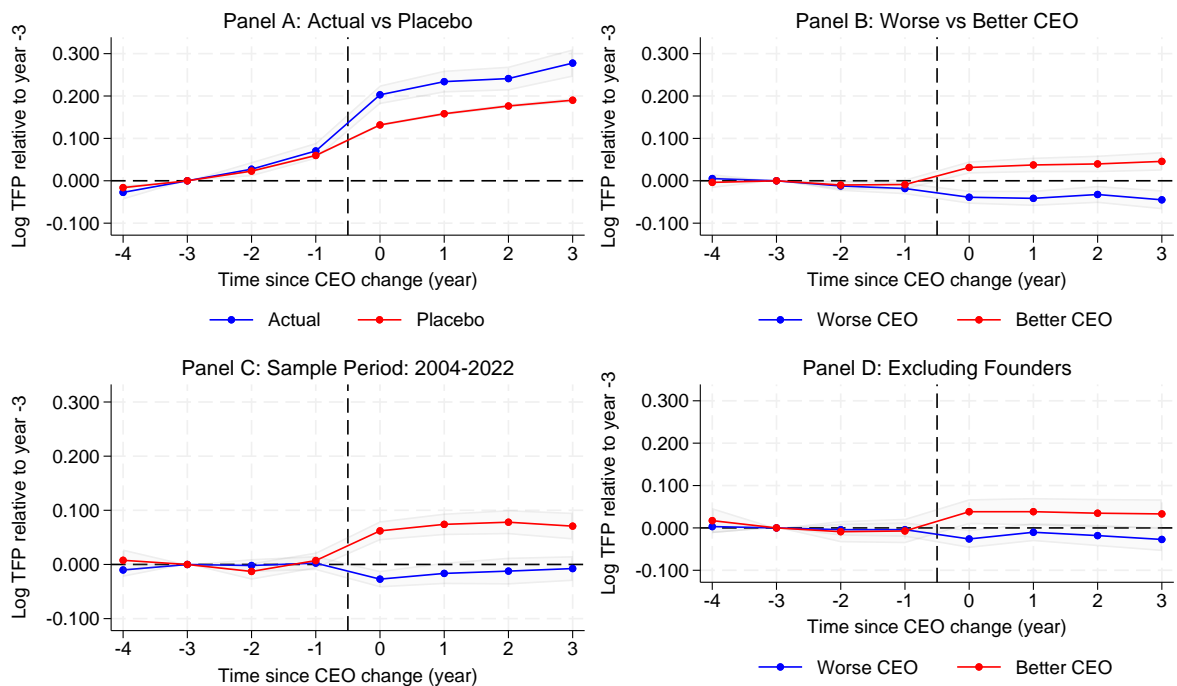 Panel A: Actual vs Placebo
Log TFP relative to year -3
0.300
0.200
0.100
0.000
-0.100
-4 -3 -2 -1 0 1 2 3
Time since CEO change (year)
Actual Placebo
Panel B: Worse vs Better CEO
Log TFP relative to year -3
0.300
0.200
0.100
0.000
-0.100
-4 -3 -2 -1 0 1 2 3
Time since CEO change (year)
Worse CEO Better CEO
Panel C: Sample Period: 2004-2022
Log TFP relative to year -3
0.300
0.200
0.100
0.000
-0.100
-4 -3 -2 -1 0 1 2 3
Time since CEO change (year)
Panel D: Excluding Founders
Log TFP relative to year -3
0.300
0.200
0.100
0.000
-0.100
-4 -3 -2 -1 0 1 2 3
Time since CEO change (year)
Worse CEO Better CEO